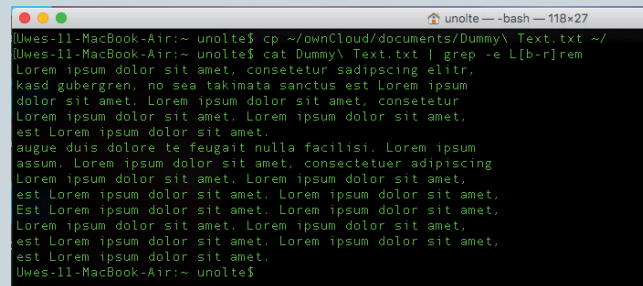 unolte — -bash — 118×27
[Uwes-11-MacBook-Air:~ unolte$ cp ~/ownCloud/documents/Dummy\ Text.txt ~/
[Uwes-11-MacBook-Air:~ unolte$ cat Dummy\ Text.txt | grep -e L[b-r]rem
Lorem ipsum dolor sit amet, consetetur sadipscing elitr,
kasd gubergren, no sea takimata sanctus est Lorem ipsum
dolor sit amet. Lorem ipsum dolor sit amet, consetetur
Lorem ipsum dolor sit amet. Lorem ipsum dolor sit amet,
est Lorem ipsum dolor sit amet.
augue duis dolore te feugait nulla facilisi. Lorem ipsum
assum. Lorem ipsum dolor sit amet, consectetuer adipiscing
Lorem ipsum dolor sit amet. Lorem ipsum dolor sit amet,
est Lorem ipsum dolor sit amet. Lorem ipsum dolor sit amet,
Est Lorem ipsum dolor sit amet. Lorem ipsum dolor sit amet,
Lorem ipsum dolor sit amet. Lorem ipsum dolor sit amet,
est Lorem ipsum dolor sit amet. Lorem ipsum dolor sit amet,
est Lorem ipsum dolor sit amet.
Uwes-11-MacBook-Air:~ unolte$